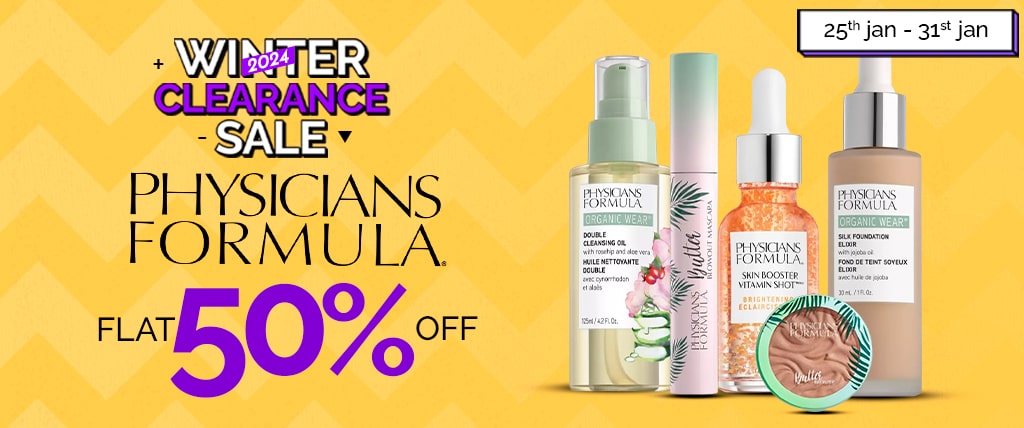 25th jan - 31st jan
WINTER
2024
CLEARANCE
SALE
PHYSICIANS
FORMULA
FLAT 50% OFF
PHYSICIANS
FORMULA
ORGANIC WEAR
DOUBLE
CLEANSING OIL
with rosehip and aloe vera
HUILE NETTOYANTE
DOUBLE
avec cynorrhodon
et aloès
125ml / 4.2 Fl. Oz.
PHYSICIANS FORMULA
Butter
BLOWOUT MASCARA
PHYSICIANS
FORMULA
SKIN BOOSTER
VITAMIN SHOT
BRIGHTENING
PHYSICIANS
FORMULA
ORGANIC WEAR
SILK FOUNDATION
ELIXIR
with jojoba oil
FOND DE TEINT SOYEUX
ÉLIXIR
avec huile de jojoba
30 mL / 1 Fl. Oz.
PHYSICIANS
FORMULA
Butter